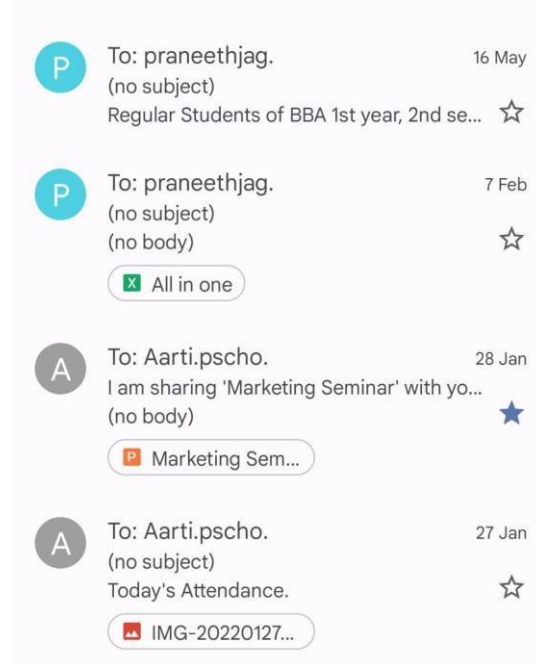 P
To: praneethjag.
16 May
(no subject)
Regular Students of BBA 1st year, 2nd se...
P
To: praneethjag.
7 Feb
(no subject)
(no body)
X All in one
A
To: Aarti.pscho.
28 Jan
I am sharing 'Marketing Seminar' with yo...
(no body)
P Marketing Sem...
A
To: Aarti.pscho.
27 Jan
(no subject)
Today's Attendance.
IMG-20220127...